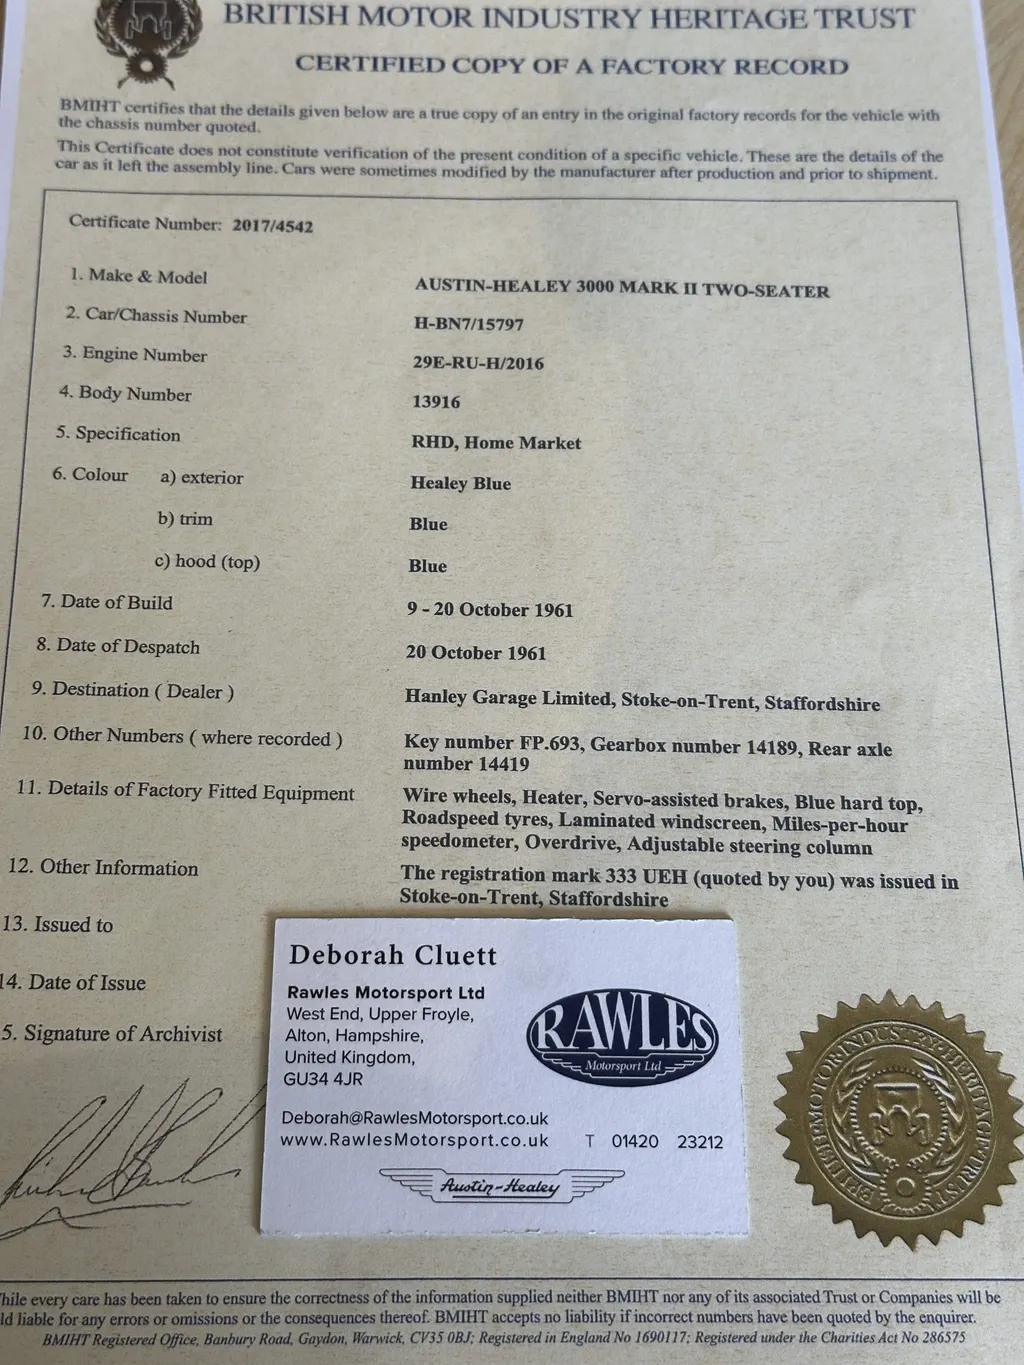 BRITISH MOTOR INDUSTRY HERITAGE TRUST
CERTIFIED COPY OF A FACTORY RECORD
BMIHT certifies that the details given below are a true copy of an entry in the original factory records for the vehicle with
the chassis number quoted.
This Certificate does not constitute verification of the present condition of a specific vehicle. These are the details of the
car as it left the assembly line. Cars were sometimes modified by the manufacturer after production and prior to shipment.
Certificate Number: 2017/4542
1. Make & Model AUSTIN-HEALEY 3000 MARK II TWO-SEATER
2. Car/Chassis Number H-BN7/15797
3. Engine Number 29E-RU-H/2016
4. Body Number 13916
5. Specification RHD, Home Market
6. Colour a) exterior Healey Blue
b) trim Blue
c) hood (top) Blue
7. Date of Build 9 - 20 October 1961
8. Date of Despatch 20 October 1961
9. Destination ( Dealer ) Hanley Garage Limited, Stoke-on-Trent, Staffordshire
10. Other Numbers ( where recorded ) Key number FP.693, Gearbox number 14189, Rear axle
number 14419
11. Details of Factory Fitted Equipment Wire wheels, Heater, Servo-assisted brakes, Blue hard top,
Roadspeed tyres, Laminated windscreen, Miles-per-hour
speedometer, Overdrive, Adjustable steering column
12. Other Information The registration mark 333 UEH (quoted by you) was issued in
Stoke-on-Trent, Staffordshire
13. Issued to
14. Date of Issue
5. Signature of Archivist
Deborah Cluett
Rawles Motorsport Ltd
West End, Upper Froyle,
Alton, Hampshire,
United Kingdom,
GU34 4JR
RAWLES
Motorsport Ltd
Deborah@RawlesMotorsport.co.uk
www.RawlesMotorsport.co.uk T 01420 23212
Austin-Healey
BRITISH MOTOR INDUSTRY HERITAGE TRUST
hile every care has been taken to ensure the correctness of the information supplied neither BMIHT nor any of its associated Trust or Companies will be
ld liable for any errors or omissions or the consequences thereof. BMIHT accepts no liability if incorrect numbers have been quoted by the enquirer.
BMIHT Registered Office, Banbury Road, Gaydon, Warwick, CV35 0BJ; Registered in England No 1690117; Registered under the Charities Act No 286575